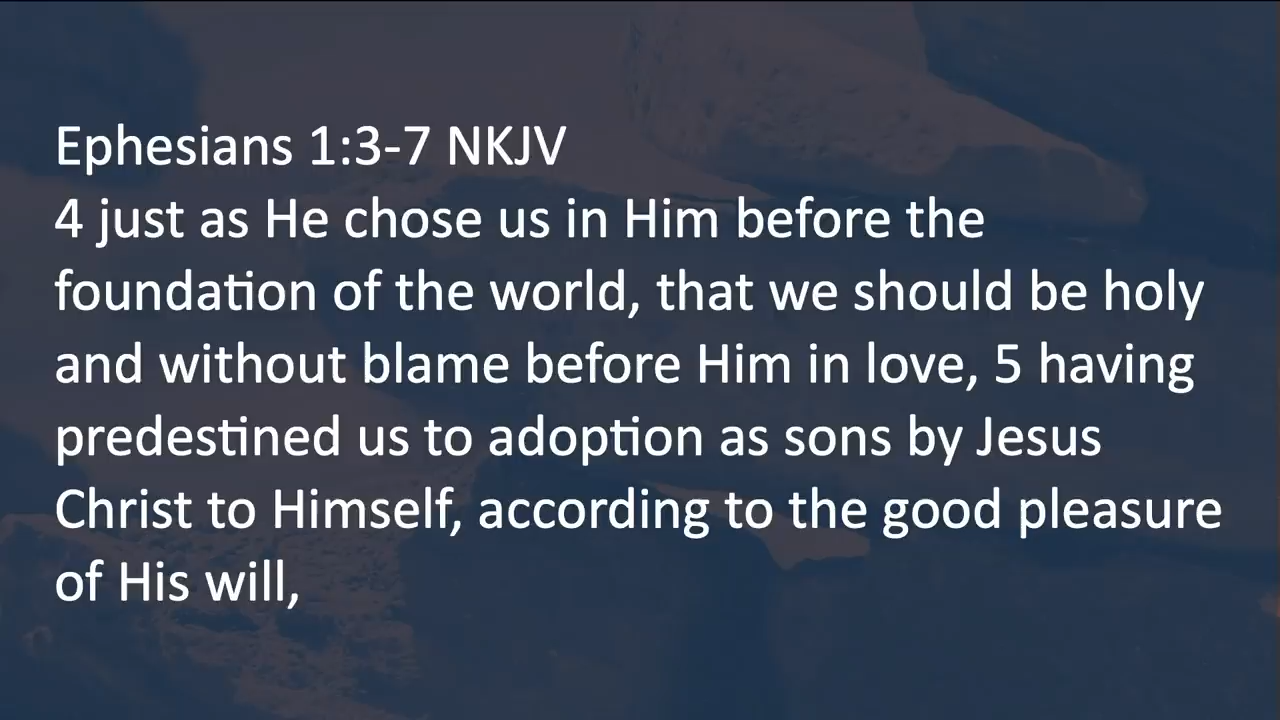 Ephesians 1:3-7 NKJV
4 just as He chose us in Him before the
foundation of the world, that we should be holy
and without blame before Him in love, 5 having
predestined us to adoption as sons by Jesus
Christ to Himself, according to the good pleasure
of His will,